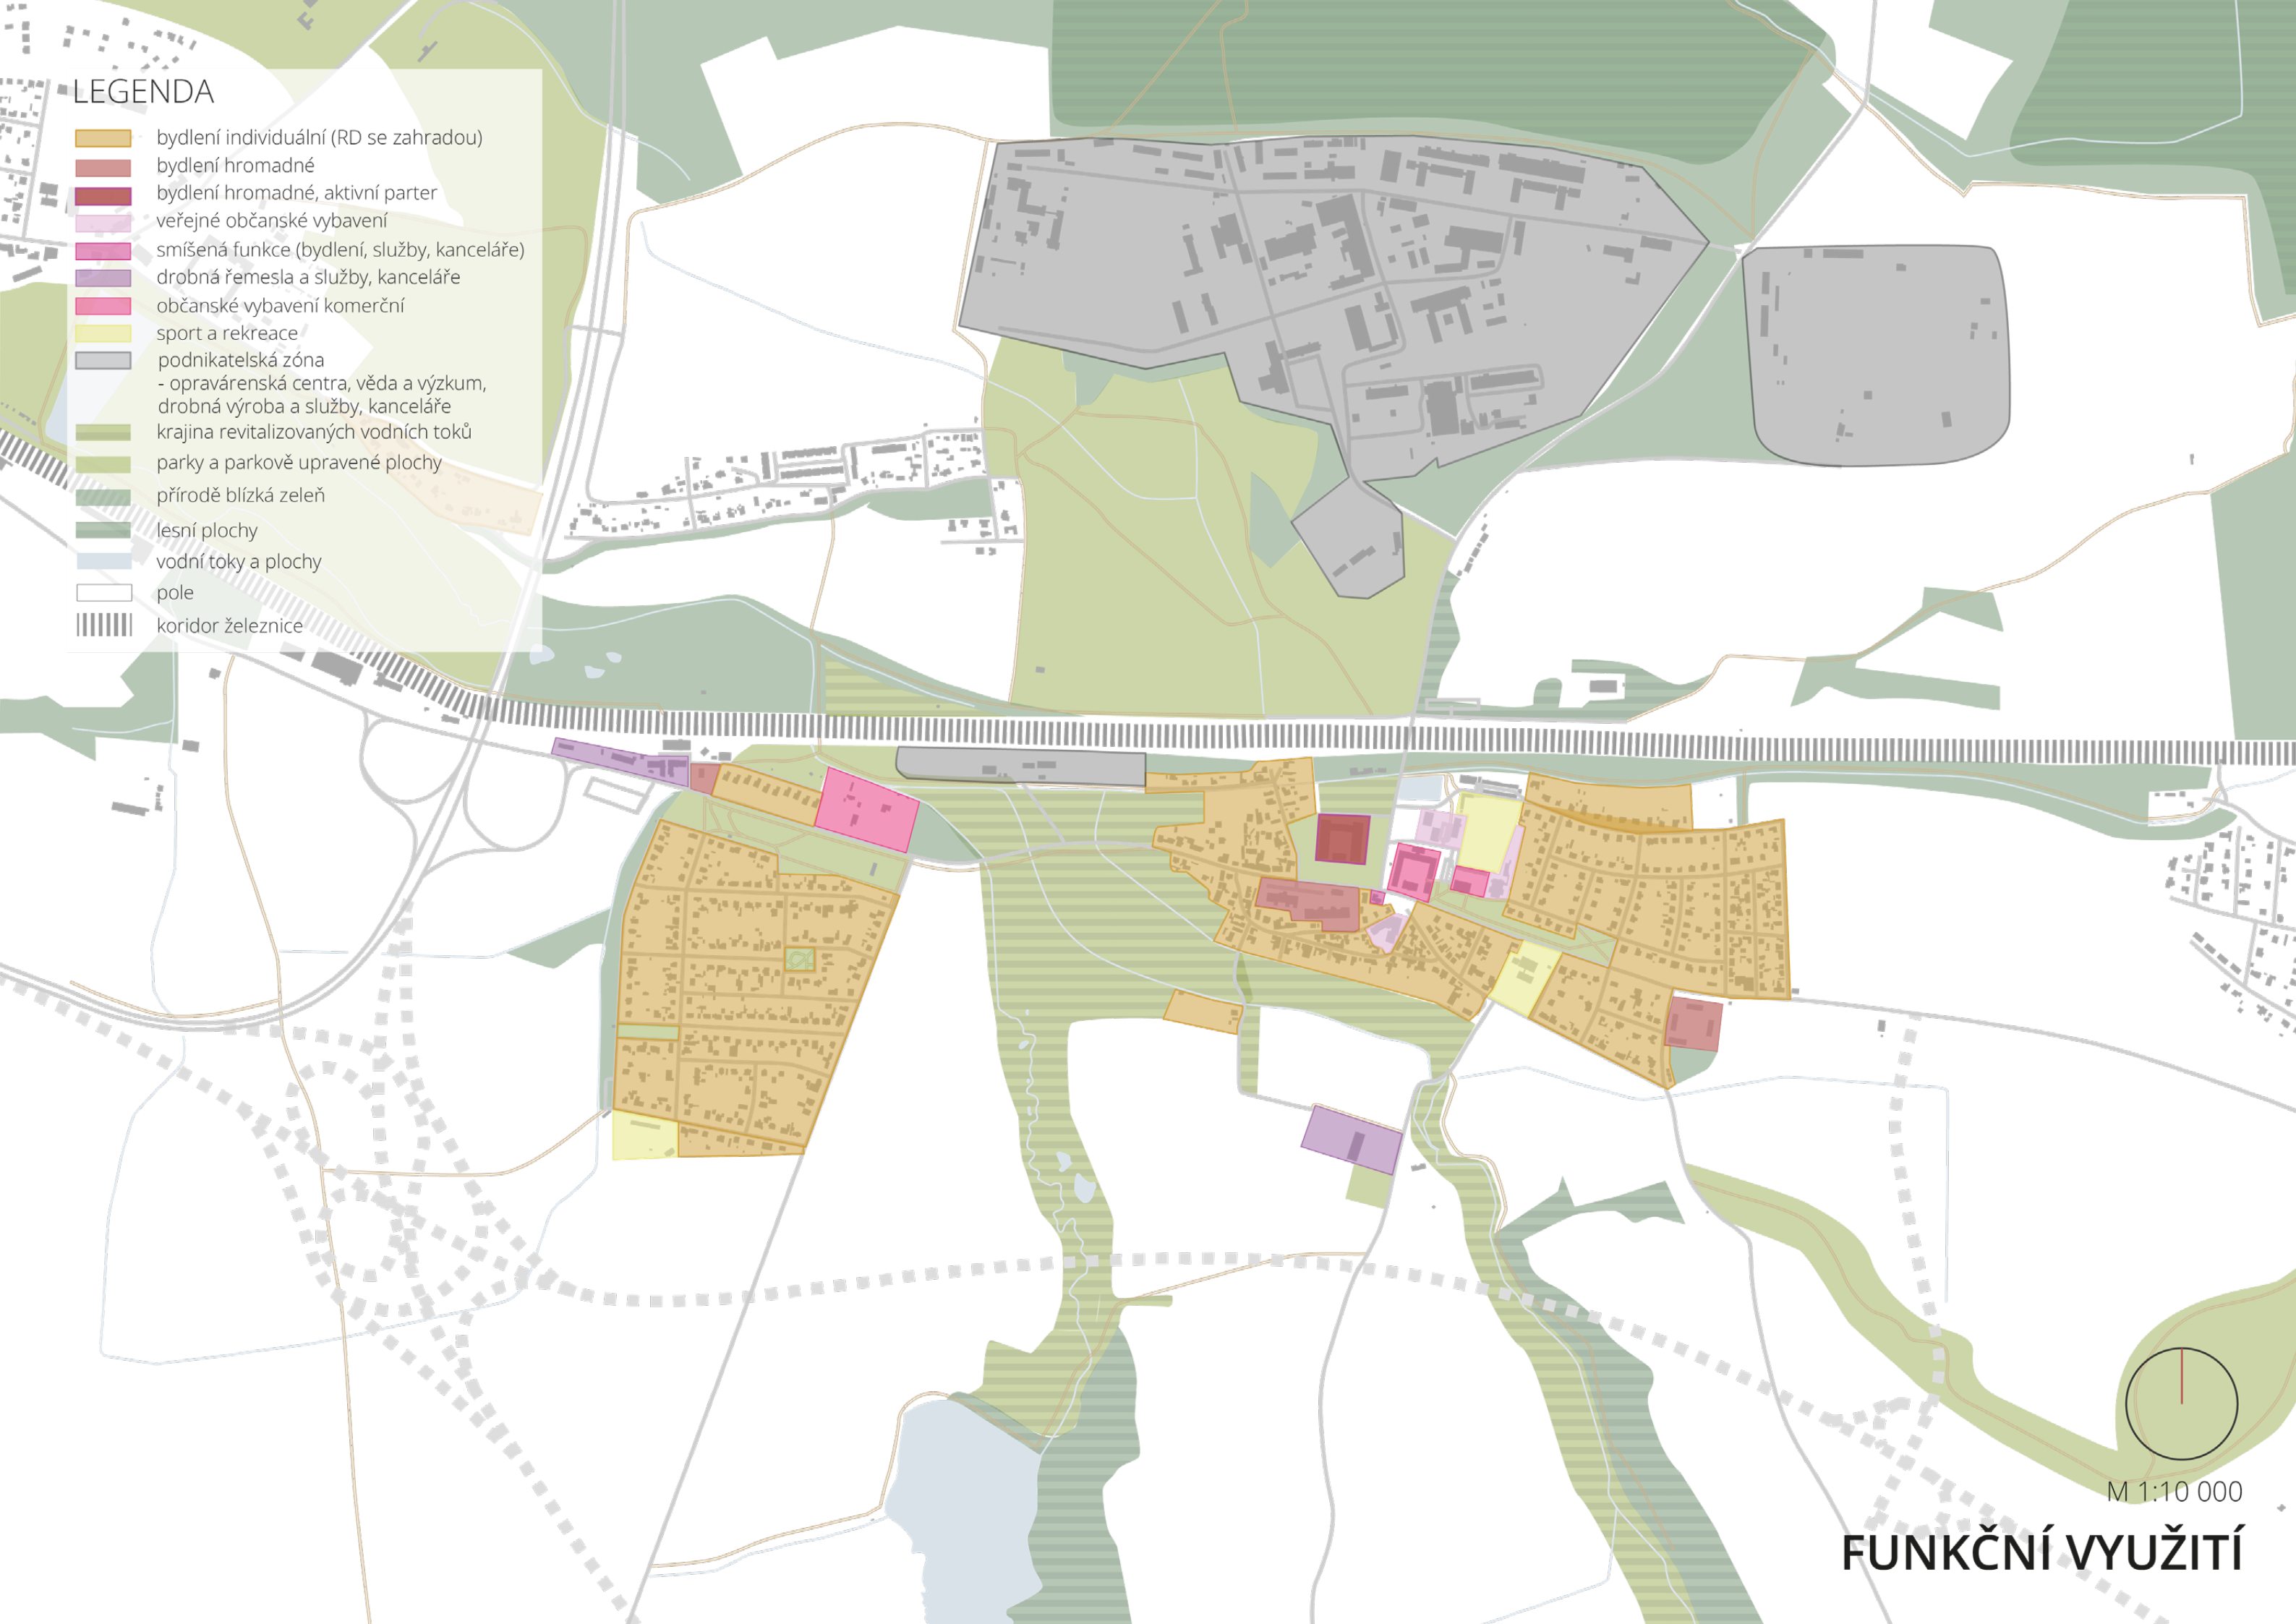 LEGENDA
bydlení individuální (RD se zahradou)
bydlení hromadné
bydlení hromadné, aktivní parter
veřejné občanské vybavení
smíšená funkce (bydlení, služby, kanceláře)
drobná řemesla a služby, kanceláře
občanské vybavení komerční
sport a rekreace
podnikatelská zóna
- opravárenská centra, věda a výzkum,
drobná výroba a služby, kanceláře
krajina revitalizovaných vodních toků
parky a parkově upravené plochy
přírodě blízká zeleň
lesní plochy
vodní toky a plochy
pole
koridor železnice
M 1:10 000
FUNKČNÍ VYUŽITÍ